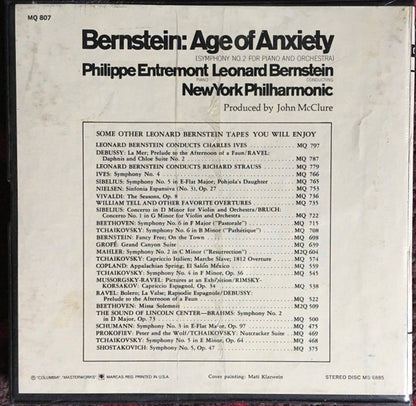 MQ 807
Bernstein: Age of Anxiety
(SYMPHONY NO. 2 FOR PIANO AND ORCHESTRA)
Philippe Entremont Leonard Bernstein
PIANO CONDUCTING
New York Philharmonic
Produced by John McClure
SOME OTHER LEONARD BERNSTEIN TAPES YOU WILL ENJOY
LEONARD BERNSTEIN CONDUCTS CHARLES IVES MQ 797
DEBUSSY: La Mer; Prelude to the Afternoon of a Faun/RAVEL:
Daphnis and Chloe Suite No. 2 MQ 787
LEONARD BERNSTEIN CONDUCTS RICHARD STRAUSS MQ 779
IVES: Symphony No. 4 MQ 766
SIBELIUS: Symphony No. 5 in E-Flat Major; Pohjola's Daughter MQ 765
NIELSEN: Sinfonia Espansiva (No. 3), Op. 27 MQ 755
VIVALDI: The Seasons, Op. 8 MQ 736
WILLIAM TELL AND OTHER FAVORITE OVERTURES MQ 735
SIBELIUS: Concerto in D Minor for Violin and Orchestra/BRUCH:
Concerto No. 1 in G Minor for Violin and Orchestra MQ 722
BEETHOVEN: Symphony No. 6 in F Major ("Pastorale") MQ 715
TCHAIKOVSKY: Symphony No. 6 in B Minor ("Pathétique") MQ 708
BERNSTEIN: Fancy Free; On the Town MQ 698
GROFÉ: Grand Canyon Suite MQ 639
MAHLER: Symphony No. 2 in C Minor ("Resurrection") M2Q 604
TCHAIKOVSKY: Capriccio Italien; Marche Slave; 1812 Overture MQ 574
COPLAND: Appalachian Spring; El Salón México MQ 559
TCHAIKOVSKY: Symphony No. 4 in F Minor, Op. 36 MQ 545
MUSSORGSKY-RAVEL: Pictures at an Exhibition/RIMSKY-
KORSAKOV: Capriccio Espagnol, Op. 34 MQ 538
RAVEL: Bolero, La Valse; Rapsodie Espagnole/DEBUSSY:
Prelude to the Afternoon of a Faun MQ 522
BEETHOVEN: Missa Solemnis M2Q 509
THE SOUND OF LINCOLN CENTER—BRAHMS: Symphony No. 2
in D Major, Op. 73 MQ 500
SCHUMANN: Symphony No. 3 in E-Flat Major, Op. 97 MQ 475
PROKOFIEV: Peter and the Wolf/TCHAIKOVSKY: Nutcracker Suite MQ 469
TCHAIKOVSKY: Symphony No. 5 in E Minor, Op. 64 MQ 468
SHOSTAKOVICH: Symphony No. 5, Op. 47 MQ 375
Ⓟ "COLUMBIA", "MASTERWORKS", MARCAS REG. PRINTED IN U.S.A. Cover painting: Mati Klarwein STEREO DISC MS 6885